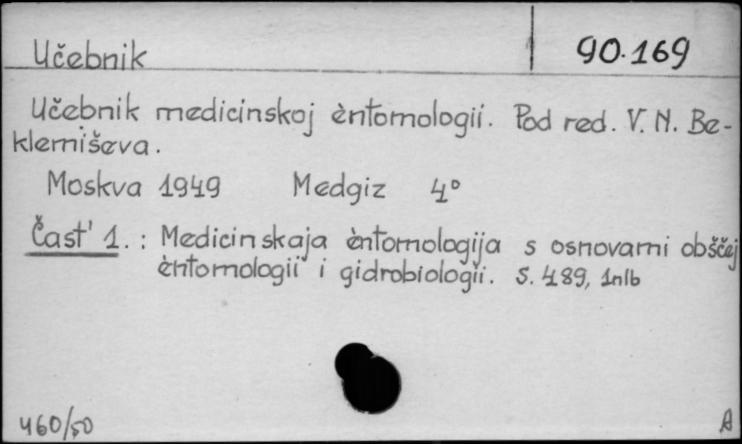 Učebnik 90.169
Učebnik medicinskoj èntomologii. Pod red. V. N. Be-
klemiševa.
Moskva 1949 Medgiz 4°
Čast' 1. : Medicinskaja èntomologija s osnovami obščej
èntomologii i gidrobiologii. S. 489, 1nlb
460/50 A